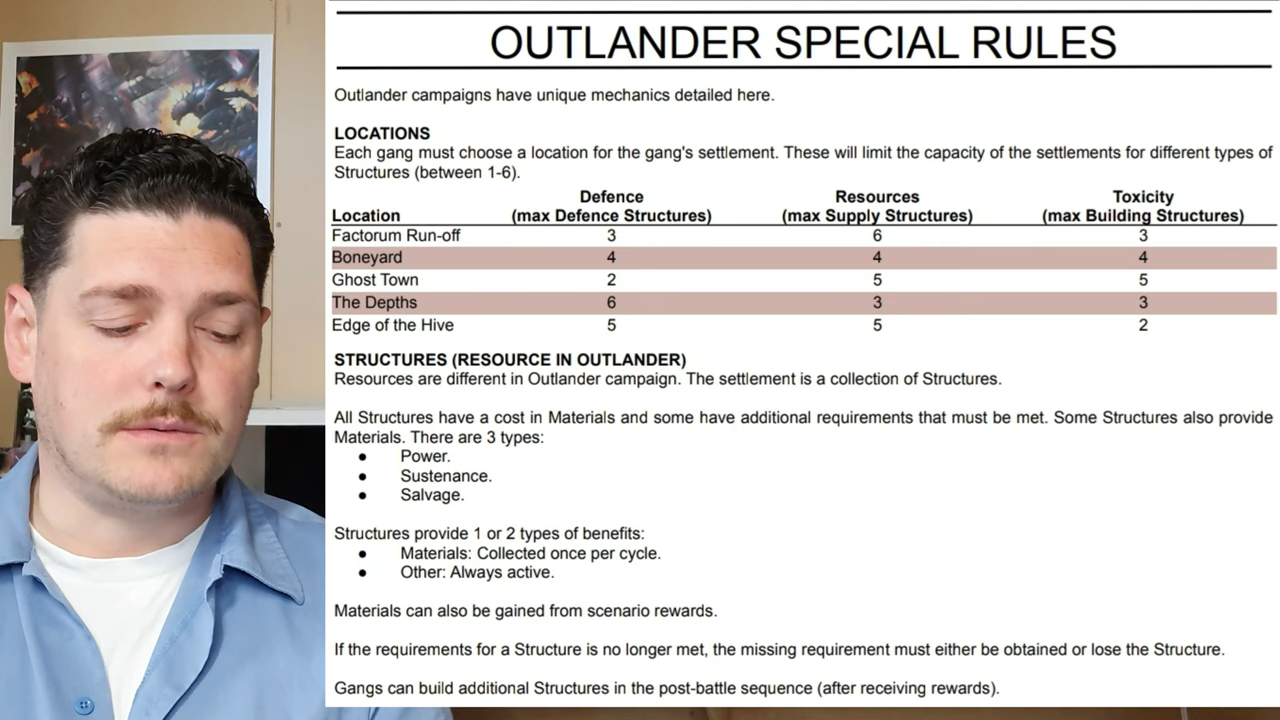 OUTLANDER SPECIAL RULES
Outlander campaigns have unique mechanics detailed here.
LOCATIONS
Each gang must choose a location for the gang's settlement. These will limit the capacity of the settlements for different types of
Structures (between 1-6).
Defence Resources Toxicity
Location (max Defence Structures) (max Supply Structures) (max Building Structures)
Factorum Run-off 3 6 3
Boneyard 4 4 4
Ghost Town 2 5 5
The Depths 6 3 3
Edge of the Hive 5 5 2
STRUCTURES (RESOURCE IN OUTLANDER)
Resources are different in Outlander campaign. The settlement is a collection of Structures.
All Structures have a cost in Materials and some have additional requirements that must be met. Some Structures also provide
Materials. There are 3 types:
● Power.
● Sustenance.
● Salvage.
Structures provide 1 or 2 types of benefits:
● Materials: Collected once per cycle.
● Other: Always active.
Materials can also be gained from scenario rewards.
If the requirements for a Structure is no longer met, the missing requirement must either be obtained or lose the Structure.
Gangs can build additional Structures in the post-battle sequence (after receiving rewards).